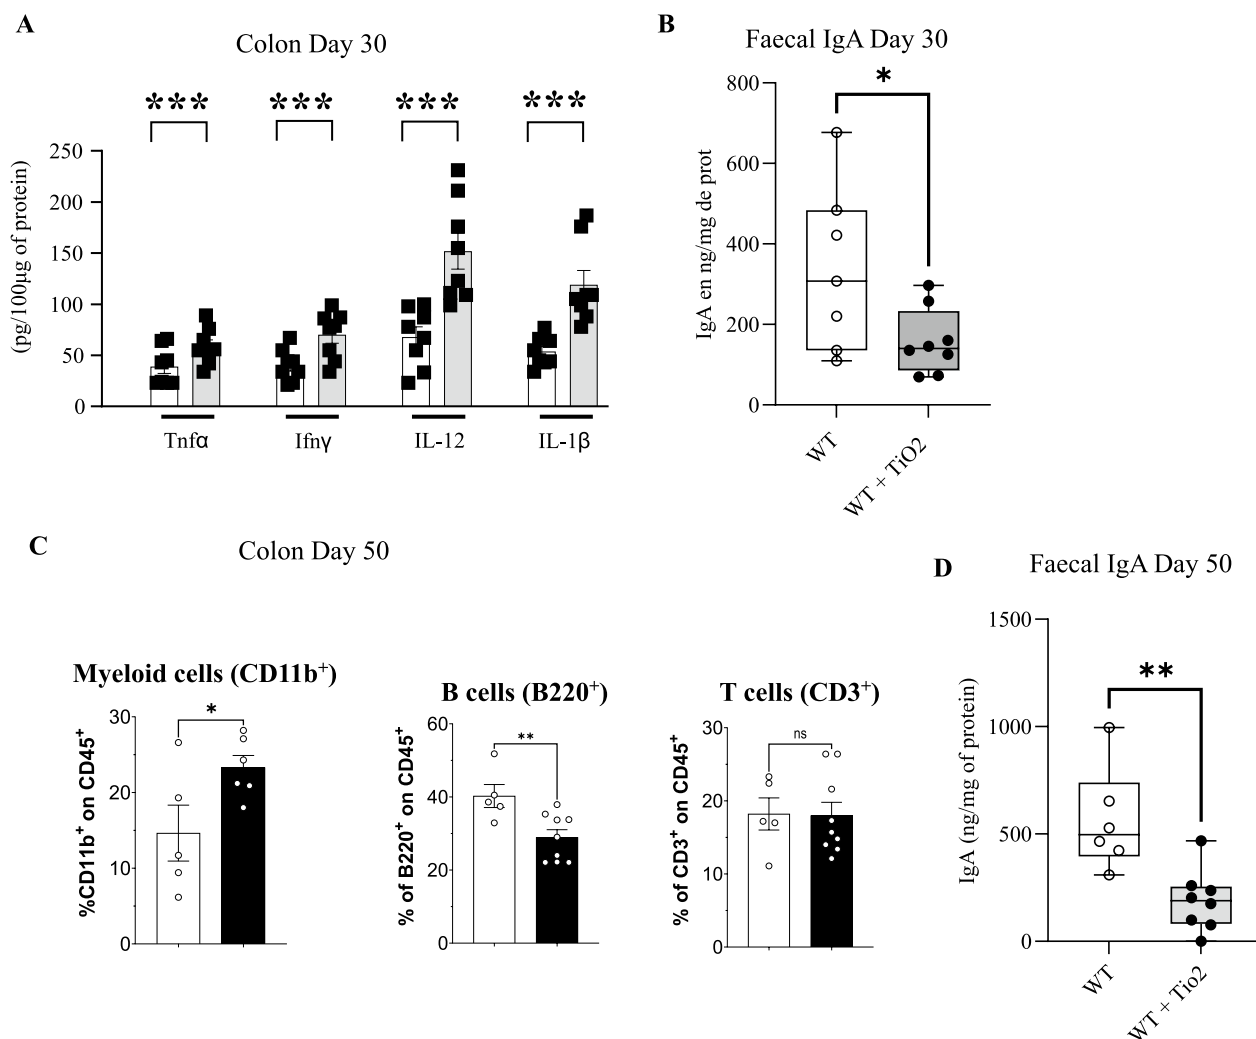 A
Colon Day 30
*** *** *** ***
(pg/100µg of protein)
250
200
150
100
50
0
Tnfα Ifnγ IL-12 IL-1β
B
Faecal IgA Day 30
*
IgA en ng/mg de prot
800
600
400
200
0
WT
WT + TiO2
C
Colon Day 50
Myeloid cells (CD11b⁺)
*
%CD11b⁺ on CD45⁺
30
20
10
0
B cells (B220⁺)
**
% of B220⁺ on CD45⁺
60
40
20
0
T cells (CD3⁺)
ns
% of CD3⁺ on CD45⁺
30
20
10
0
D
Faecal IgA Day 50
**
IgA (ng/mg of protein)
1500
1000
500
0
WT
WT + Tio2